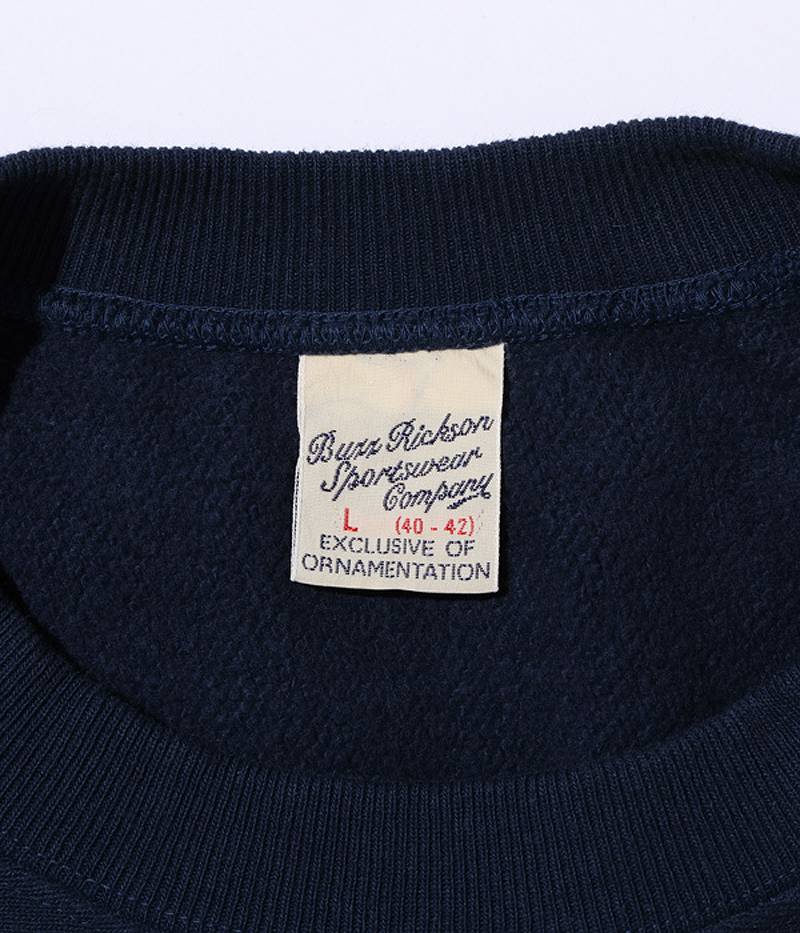 Buzz Rickson
Sportswear
Company
L (40 - 42)
EXCLUSIVE OF
ORNAMENTATION